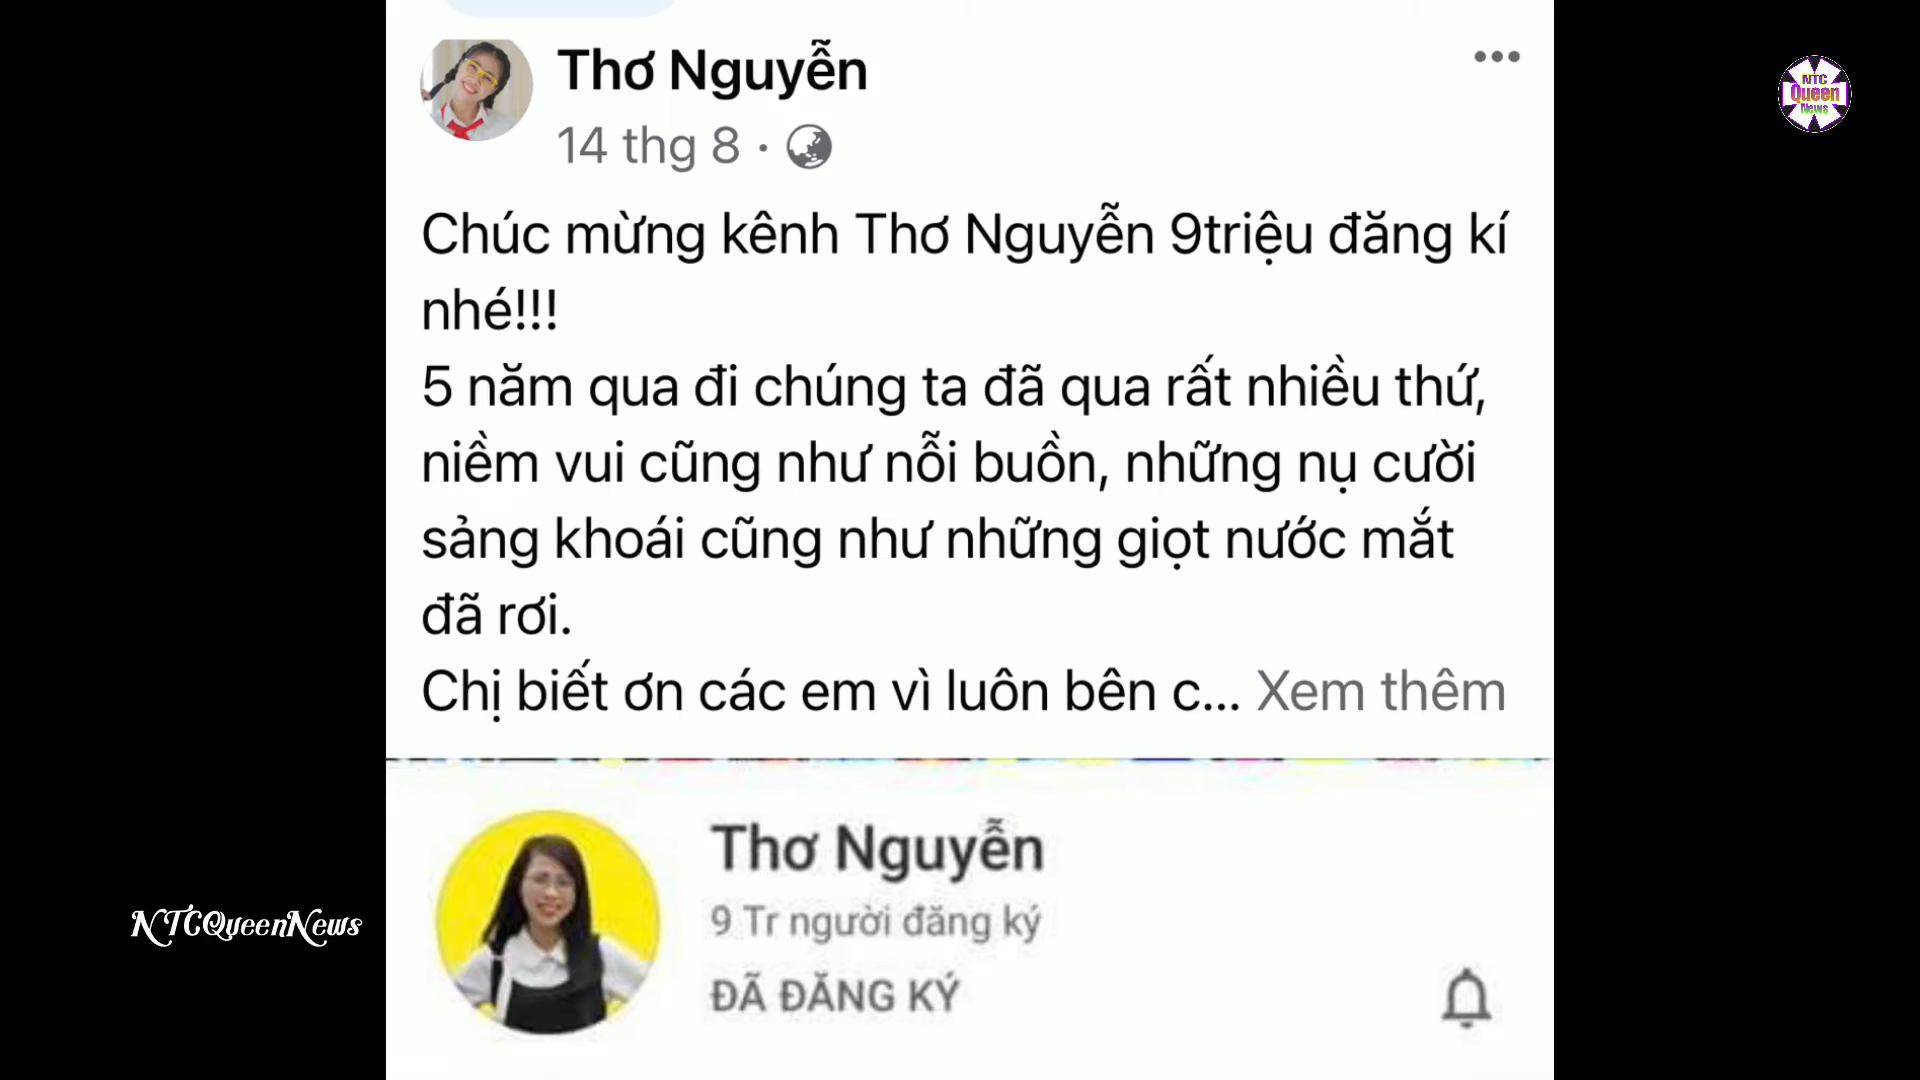 Thơ Nguyễn
14 thg 8 ·
NTC
Queen
News
Chúc mừng kênh Thơ Nguyễn 9triệu đăng kí
nhé!!!
5 năm qua đi chúng ta đã qua rất nhiều thứ,
niềm vui cũng như nỗi buồn, những nụ cười
sảng khoái cũng như những giọt nước mắt
đã rơi.
Chị biết ơn các em vì luôn bên c... Xem thêm
Thơ Nguyễn
9 Tr người đăng ký
ĐÃ ĐĂNG KÝ
NTCQueenNews